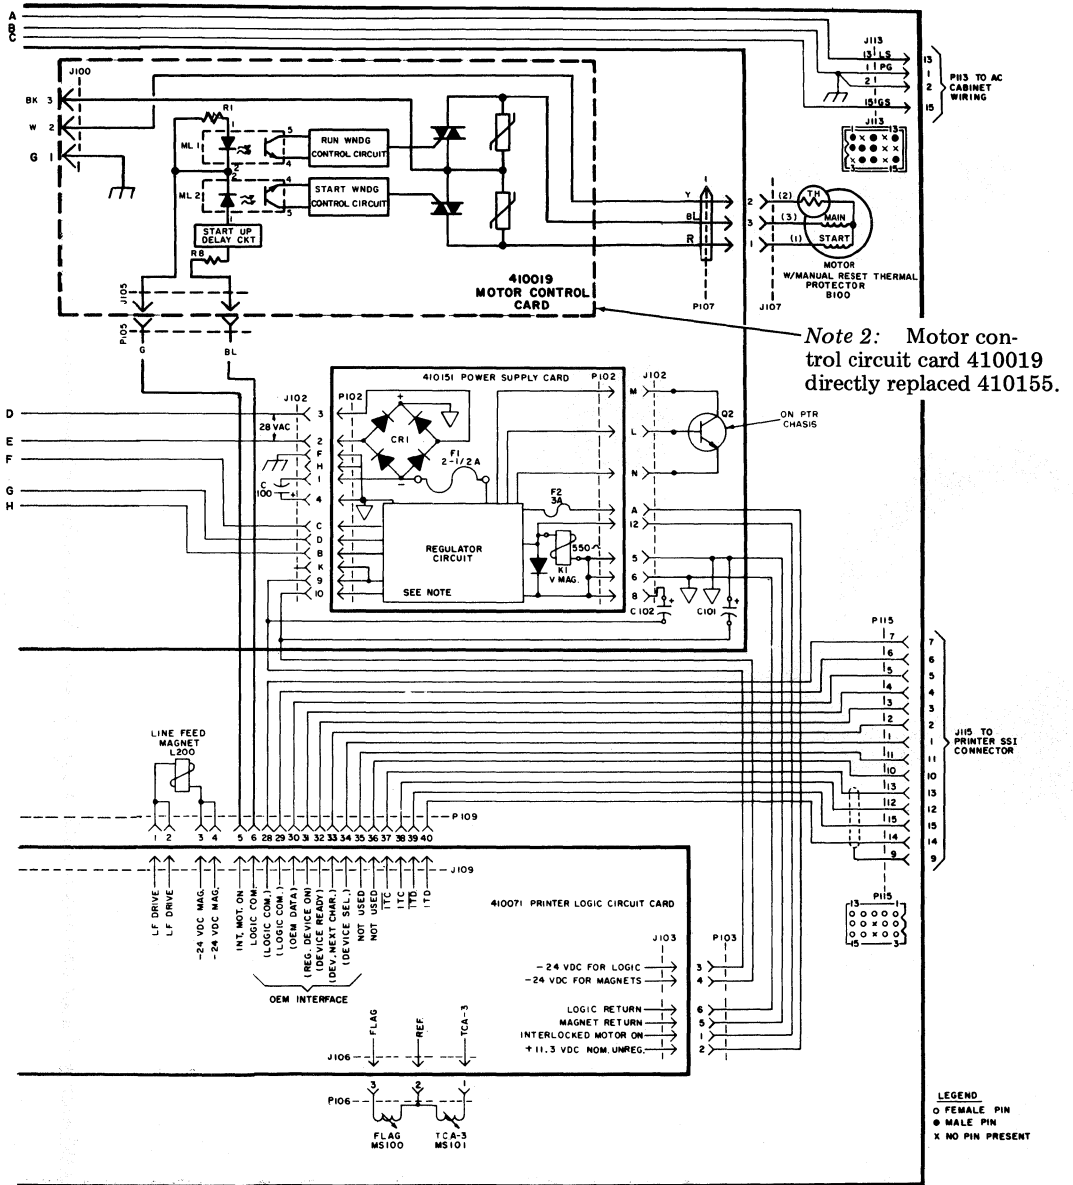 A
B
C
J113
13 LS 13
1 PG 1
2 2
15 GS 15
P113 TO AC
CABINET
WIRING
J113
1 13
3 15
J100
BK 3
W 2
G 1
R1
ML 1
5
4
2
RUN WNDG
CONTROL CIRCUIT
ML 2
2
4
5
1
START WNDG
CONTROL CIRCUIT
START UP
DELAY CKT
R8
410019
MOTOR CONTROL
CARD
J105
P105
G BL
Y 2 (2) TH
BL 3 (3) MAIN
R 1 (1) START
MOTOR
W/MANUAL RESET THERMAL
PROTECTOR
B100
P107 J107
Note 2: Motor con-
trol circuit card 410019
directly replaced 410155.
410151 POWER SUPPLY CARD
P102 J102
J102 P102
D
E
F
G
H
28 VAC
C
100 +
3
2
F
H
1
4
C
D
B
K
9
10
+
CR1
-
F1
2-1/2A
F2
3A
REGULATOR
CIRCUIT
SEE NOTE
550
K1
V MAG.
M
L
N
A
12
5
6
8
Q2
ON PTR
CHASIS
C102 +
C101 +
P115
7 7
6 6
5 5
4 4
3 3
2 2
1 1
11 11
10 10
13 13
12 12
15 15
14 14
9 9
J115 TO
PRINTER SSI
CONNECTOR
P115
13 1
15 3
LINE FEED
MAGNET
L200
P109
1 2 3 4 5 6 28 29 30 31 32 33 34 35 36 37 38 39 40
J109
LF DRIVE
LF DRIVE
-24 VDC MAG.
-24 VDC MAG.
INT. MOT. ON
LOGIC COM.
(LOGIC COM.)
(LOGIC COM.)
(OEM DATA)
(REG. DEVICE ON)
(DEVICE READY)
(DEV. NEXT CHAR.)
(DEVICE SEL.)
NOT USED
NOT USED
ITC
ITC
ITD
ITD
OEM INTERFACE
410071 PRINTER LOGIC CIRCUIT CARD
J103 P103
-24 VDC FOR LOGIC 3
-24 VDC FOR MAGNETS 4
LOGIC RETURN 6
MAGNET RETURN 5
INTERLOCKED MOTOR ON 1
+11.3 VDC NOM. UNREG. 2
FLAG
REF.
TCA-3
J106
3 2 1
P106
FLAG
MS100
TCA-3
MS101
LEGEND
O FEMALE PIN
● MALE PIN
X NO PIN PRESENT